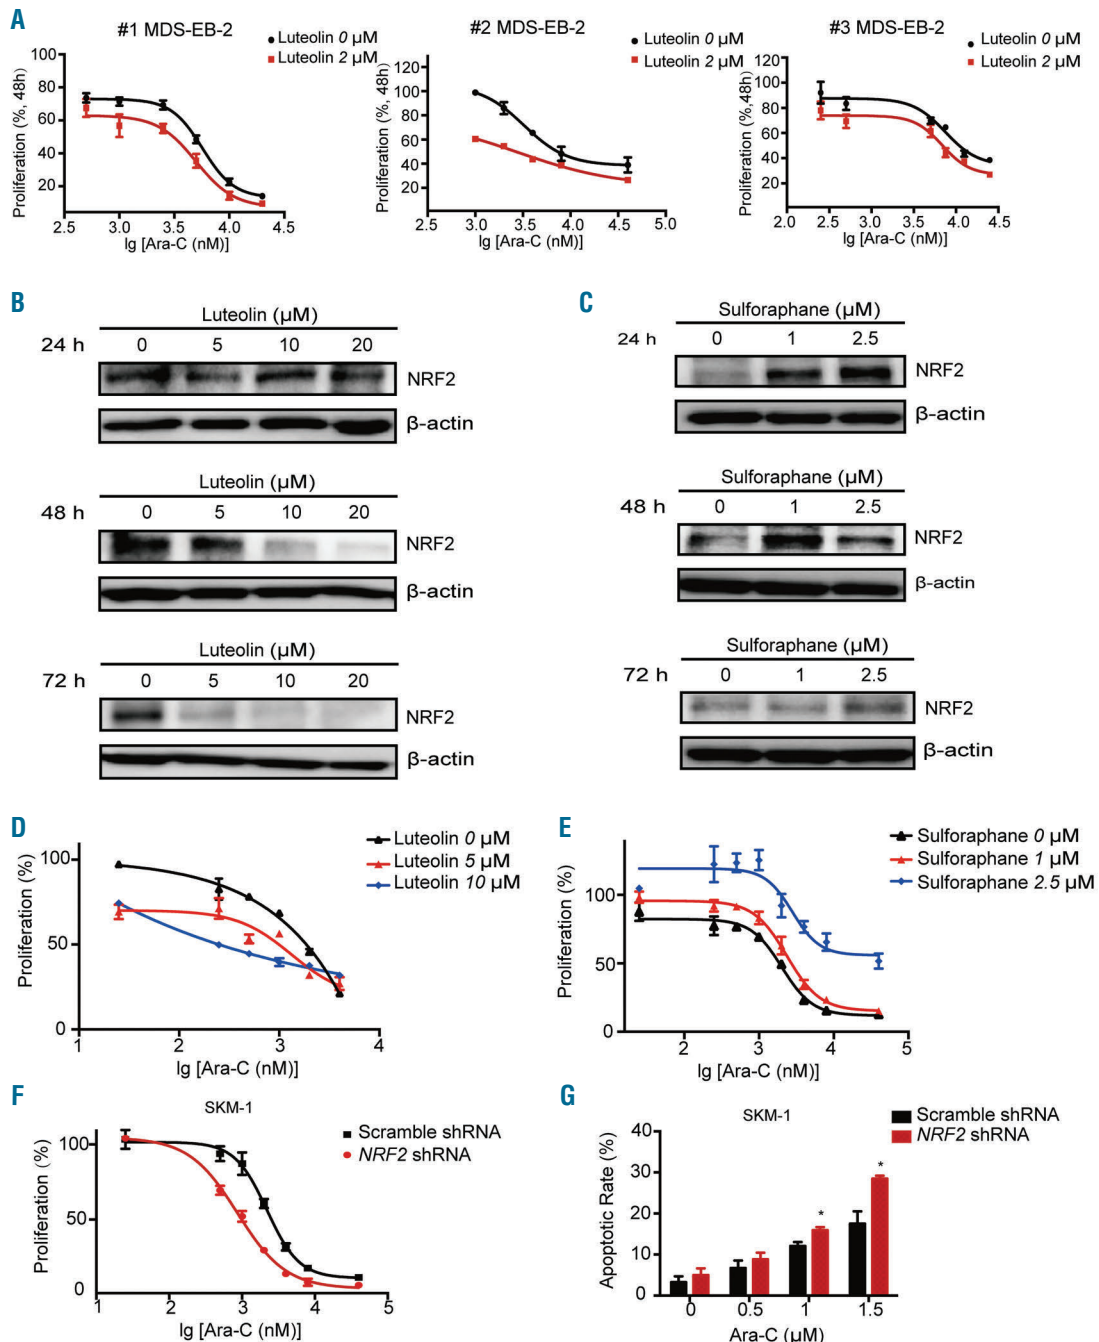 A
#1 MDS-EB-2
Luteolin 0 µM
Luteolin 2 µM
Proliferation (%, 48h)
100
80
60
40
20
2.5 3.0 3.5 4.0 4.5
lg [Ara-C (nM)]
#2 MDS-EB-2
Luteolin 0 µM
Luteolin 2 µM
Proliferation (%, 48h)
120
100
80
60
40
20
2.5 3.0 3.5 4.0 4.5 5.0
lg [Ara-C (nM)]
#3 MDS-EB-2
Luteolin 0 µM
Luteolin 2 µM
Proliferation (%,48h)
120
100
80
60
40
20
2.0 2.5 3.0 3.5 4.0 4.5
lg [Ara-C (nM)]
B
Luteolin (µM)
24 h 0 5 10 20
NRF2
β-actin
Luteolin (µM)
48 h 0 5 10 20
NRF2
β-actin
Luteolin (µM)
72 h 0 5 10 20
NRF2
β-actin
C
Sulforaphane (µM)
24 h 0 1 2.5
NRF2
β-actin
Sulforaphane (µM)
48 h 0 1 2.5
NRF2
β-actin
Sulforaphane (µM)
72 h 0 1 2.5
NRF2
β-actin
D
Luteolin 0 µM
Luteolin 5 µM
Luteolin 10 µM
Proliferation (%)
100
50
0
1 2 3 4
lg [Ara-C (nM)]
E
Sulforaphane 0 µM
Sulforaphane 1 µM
Sulforaphane 2.5 µM
Proliferation (%)
100
50
0
2 3 4 5
lg [Ara-C (nM)]
F
SKM-1
Scramble shRNA
NRF2 shRNA
Proliferation (%)
100
50
0
1 2 3 4 5
lg [Ara-C (nM)]
G
SKM-1
Scramble shRNA
NRF2 shRNA
Apoptotic Rate (%)
40
30
20
10
0
* *
0 0.5 1 1.5
Ara-C (µM)